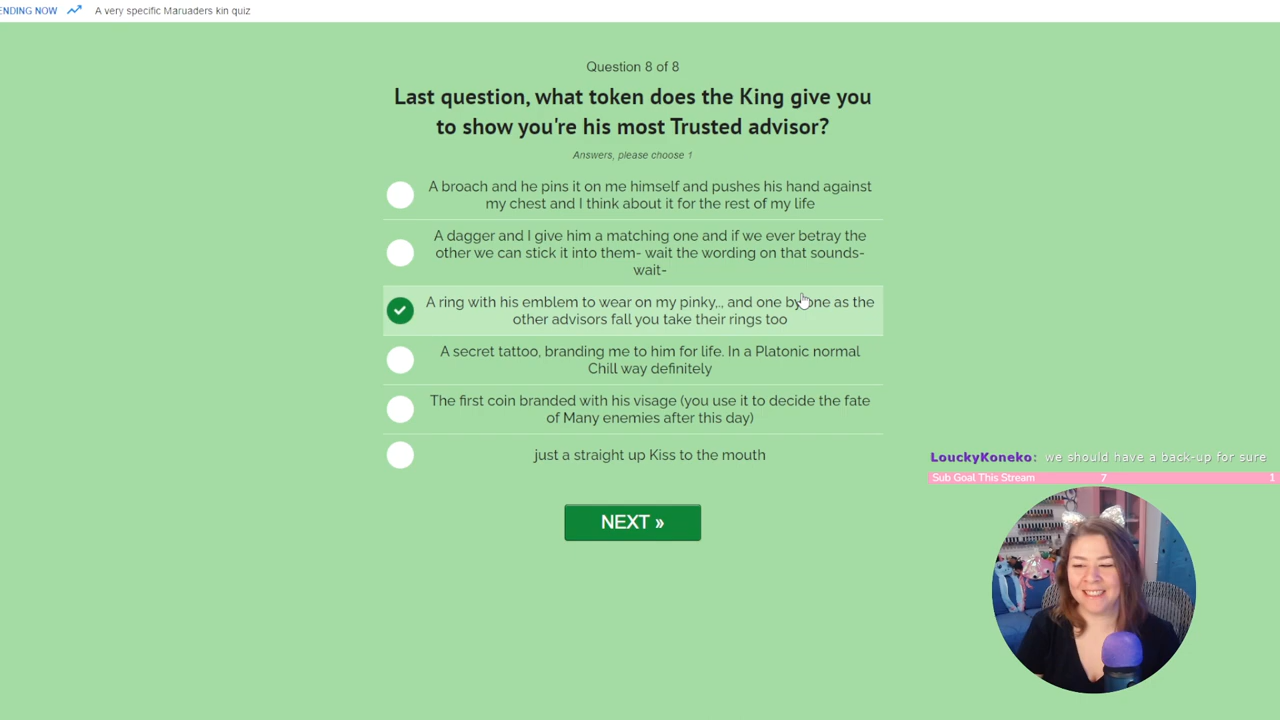 ENDING NOW A very specific Maruaders kin quiz
Question 8 of 8
Last question, what token does the King give you
to show you're his most Trusted advisor?
Answers, please choose 1
A broach and he pins it on me himself and pushes his hand against
my chest and I think about it for the rest of my life
A dagger and I give him a matching one and if we ever betray the
other we can stick it into them- wait the wording on that sounds-
wait-
A ring with his emblem to wear on my pinky,., and one by one as the
other advisors fall you take their rings too
A secret tattoo, branding me to him for life. In a Platonic normal
Chill way definitely
The first coin branded with his visage (you use it to decide the fate
of Many enemies after this day)
just a straight up Kiss to the mouth
NEXT »
LouckyKoneko: we should have a back-up for sure
Sub Goal This Stream 7 1